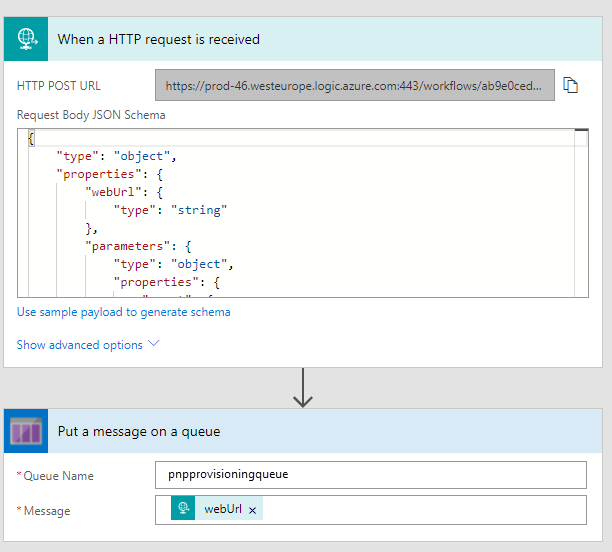 When a HTTP request is received
HTTP POST URL
https://prod-46.westeurope.logic.azure.com:443/workflows/ab9e0ced...
Request Body JSON Schema
{
"type": "object",
"properties": {
"webUrl": {
"type": "string"
},
"parameters": {
"type": "object",
"properties": {
Use sample payload to generate schema
Show advanced options
Put a message on a queue
* Queue Name
pnpprovisioningqueue
* Message
webUrl ×